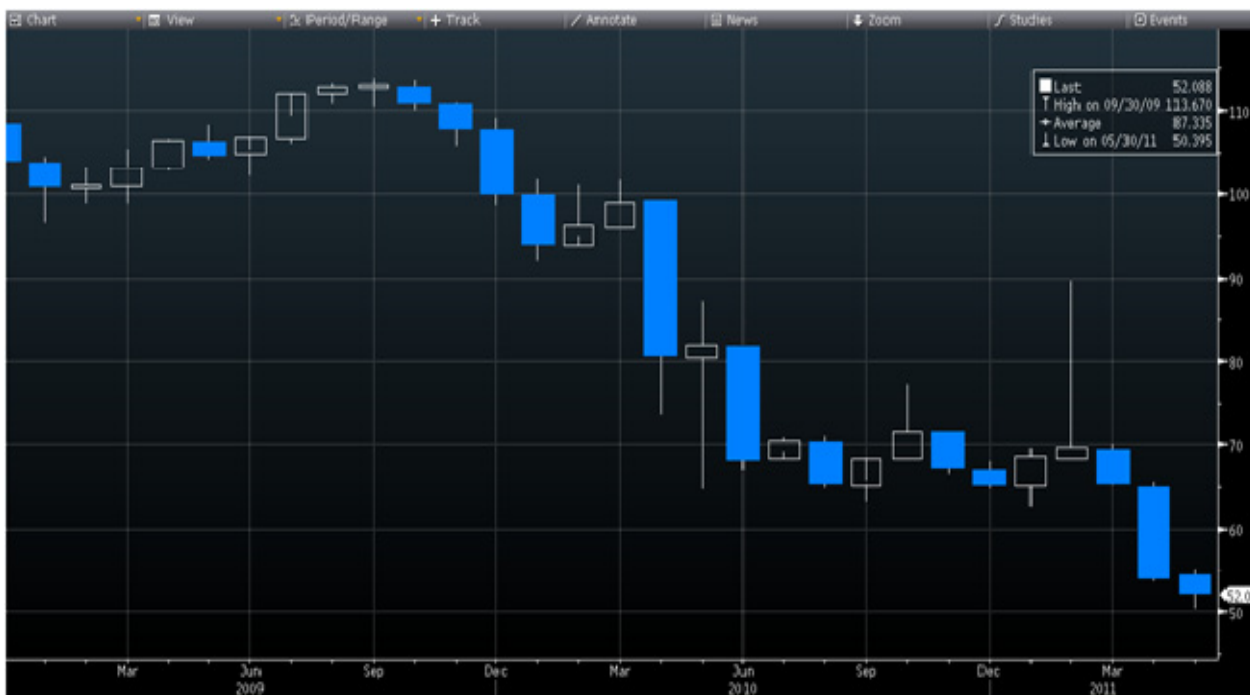 Chart View Period/Range Track Annotate News Zoom Studies Events
Last 52.088
High on 09/30/09 113.670
Average 87.335
Low on 05/30/11 50.395
110
100
90
80
70
60
52.0
50
Mar Jun Sep Dec Mar Jun Sep Dec Mar
2009 2010 2011